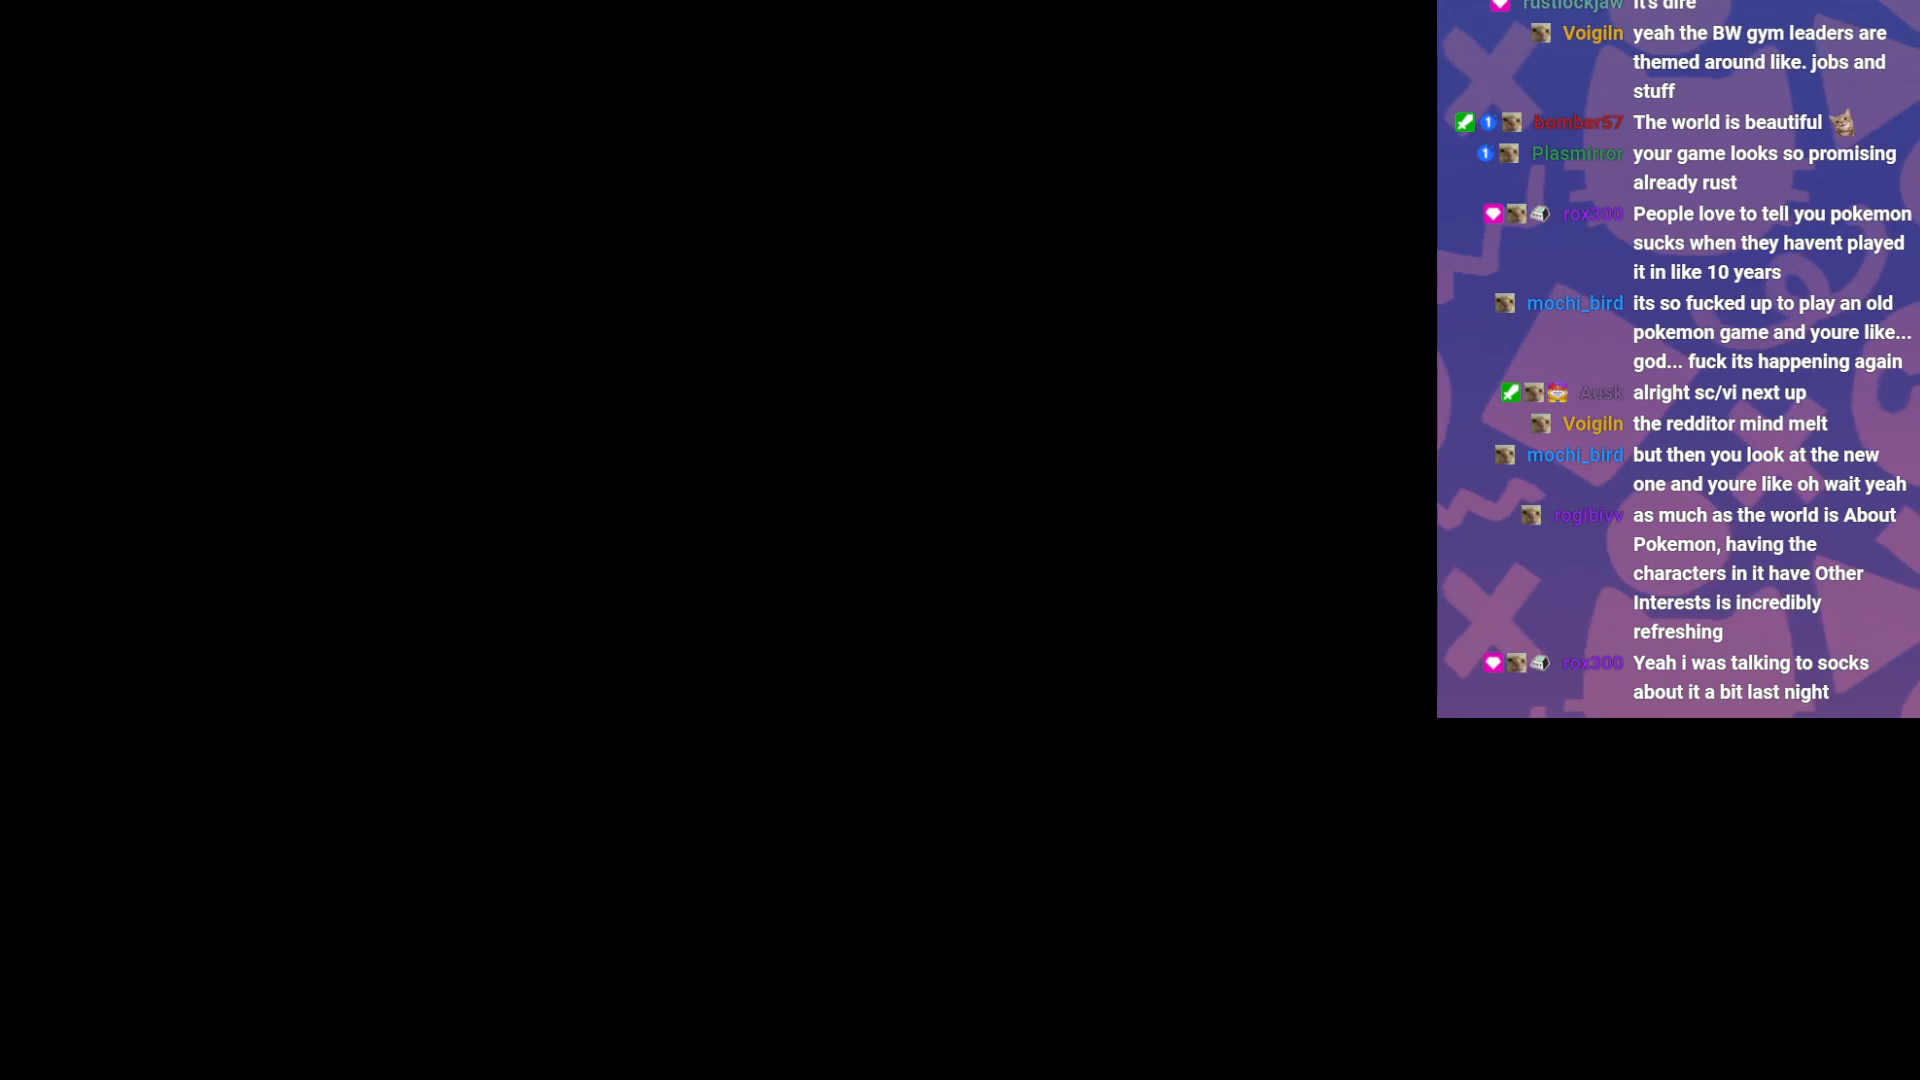 rustlockjaw it's dire
Voigiln yeah the BW gym leaders are
themed around like. jobs and
stuff
bomber57 The world is beautiful
Plasmirror your game looks so promising
already rust
rox300 People love to tell you pokemon
sucks when they havent played
it in like 10 years
mochi_bird its so fucked up to play an old
pokemon game and youre like...
god... fuck its happening again
Ausk alright sc/vi next up
Voigiln the redditor mind melt
mochi_bird but then you look at the new
one and youre like oh wait yeah
rogibivv as much as the world is About
Pokemon, having the
characters in it have Other
Interests is incredibly
refreshing
rox300 Yeah i was talking to socks
about it a bit last night